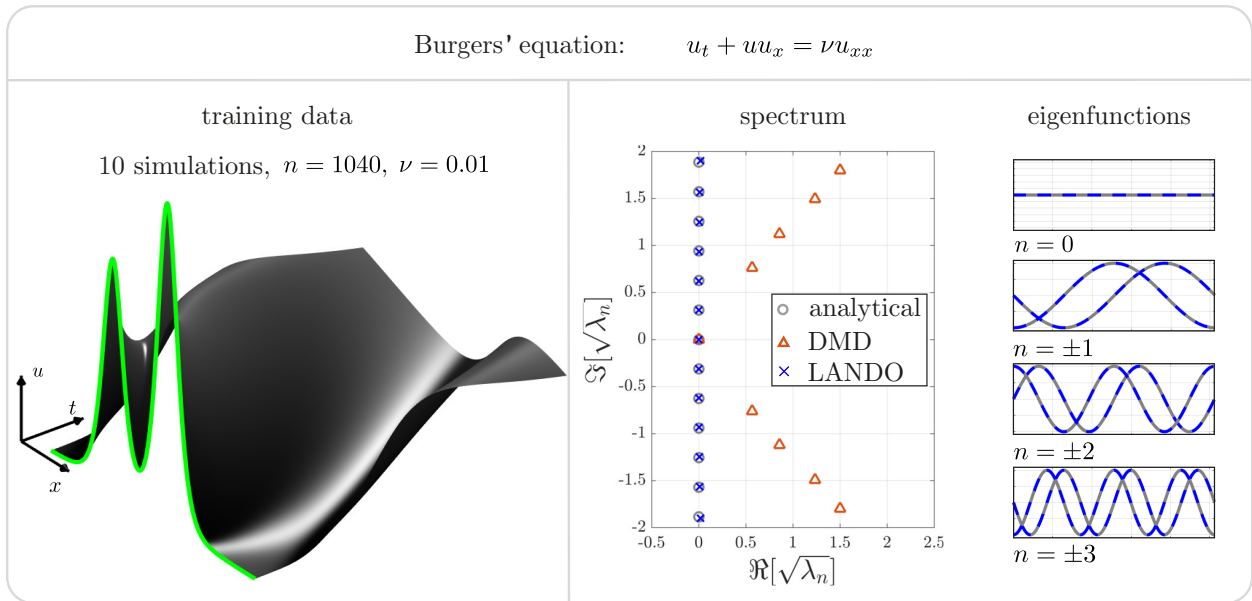 Burgers' equation: u_t + uu_x = νu_{xx}
training data
10 simulations, n = 1040, ν = 0.01
u
t
x
spectrum
2
1.5
1
0.5
0
-0.5
-1
-1.5
-2
ℑ[√λ_n]
analytical
DMD
LANDO
-0.5 0 0.5 1 1.5 2 2.5
ℜ[√λ_n]
eigenfunctions
n = 0
n = ±1
n = ±2
n = ±3